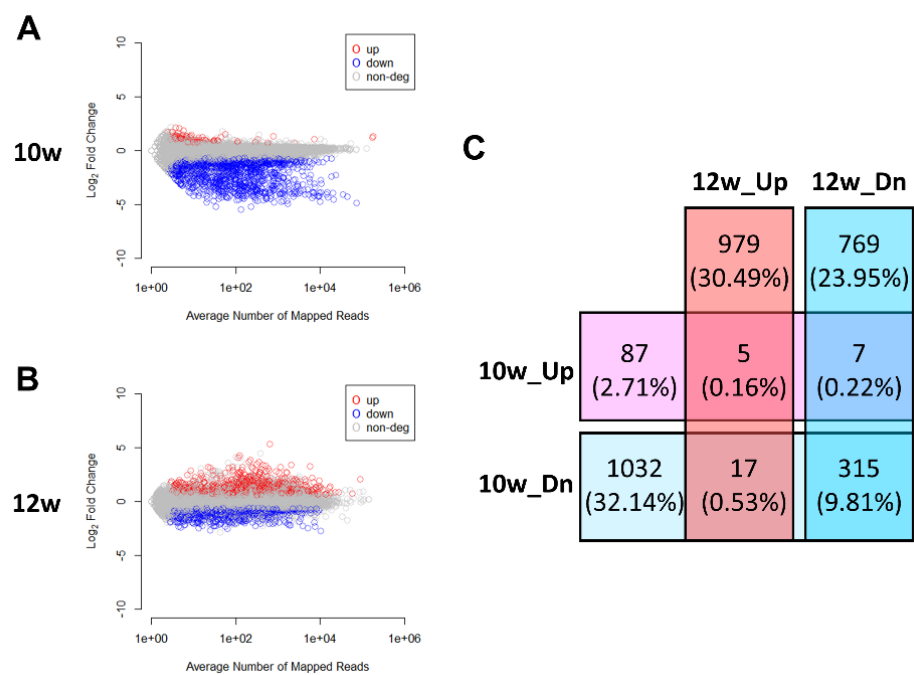 A
10w
Log2 Fold Change
10
5
0
-5
-10
up
down
non-deg
1e+00
1e+02
1e+04
1e+06
Average Number of Mapped Reads
B
12w
Log2 Fold Change
10
5
0
-5
-10
up
down
non-deg
1e+00
1e+02
1e+04
1e+06
Average Number of Mapped Reads
C
12w_Up 12w_Dn
979 769
(30.49%) (23.95%)
10w_Up
87 5 7
(2.71%) (0.16%) (0.22%)
10w_Dn
1032 17 315
(32.14%) (0.53%) (9.81%)